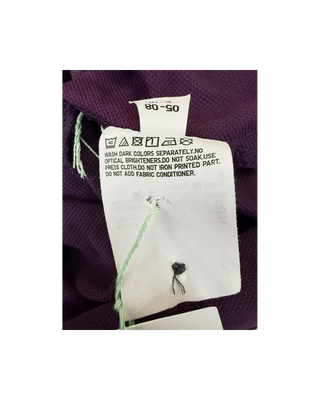 05-08
40
WASH DARK COLORS SEPARATELY.NO
OPTICAL BRIGHTENERS.DO NOT SOAK.USE
PRESS CLOTH.DO NOT IRON PRINTED PART.
DO NOT ADD FABRIC CONDITIONER.